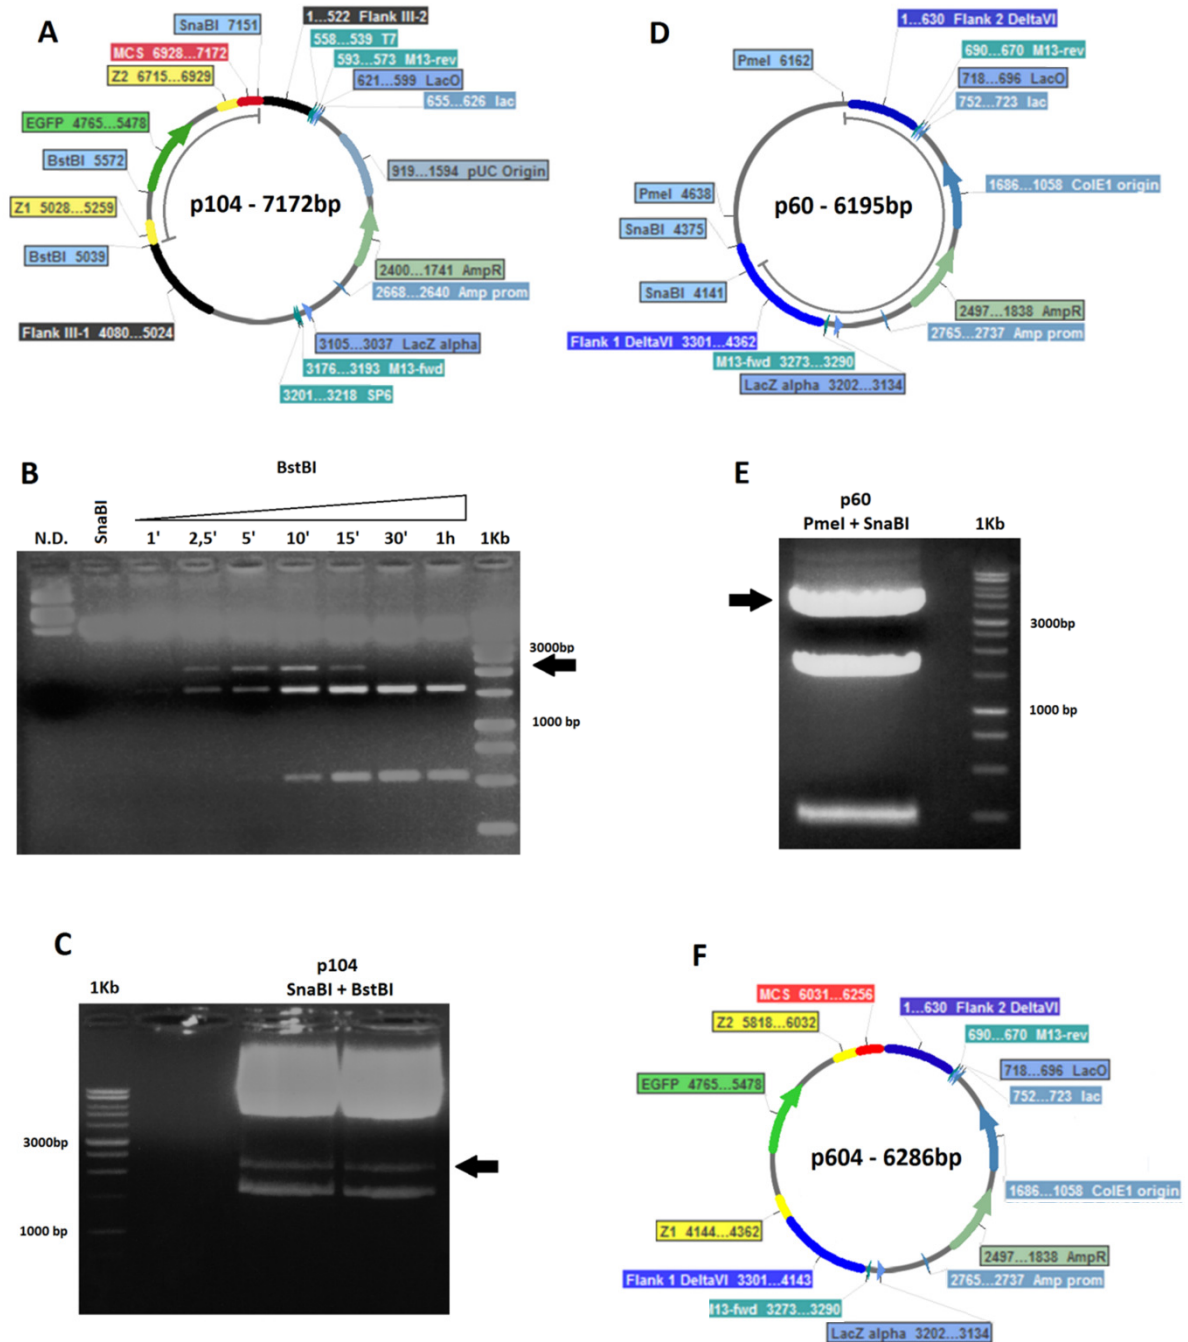 A
SnaBI 7151
1...522 Flank III-2
558...539 T7
MCS 6928...7172
593...573 M13-rev
Z2 6715...6929
621...599 LacO
655...626 lac
EGFP 4765...5478
BstBI 5572
919...1594 pUC Origin
p104 - 7172bp
Z1 5028...5259
BstBI 5039
2400...1741 AmpR
2668...2640 Amp prom
Flank III-1 4080...5024
3105...3037 LacZ alpha
3176...3193 M13-fwd
3201...3218 SP6
D
1...630 Flank 2 DeltaVI
690...670 M13-rev
PmeI 6162
718...696 LacO
752...723 lac
PmeI 4638
1686...1058 ColE1 origin
p60 - 6195bp
SnaBI 4375
SnaBI 4141
2497...1838 AmpR
2765...2737 Amp prom
Flank 1 DeltaVI 3301...4362
M13-fwd 3273...3290
LacZ alpha 3202...3134
B
BstBI
N.D. SnaBI 1' 2,5' 5' 10' 15' 30' 1h 1Kb
3000bp
1000 bp
E
p60
PmeI + SnaBI 1Kb
3000bp
1000 bp
C
p104
1Kb SnaBI + BstBI
3000bp
1000 bp
F
MCS 6031...6256
1...630 Flank 2 DeltaVI
Z2 5818...6032
690...670 M13-rev
718...696 LacO
EGFP 4765...5478
752...723 lac
p604 - 6286bp
1686...1058 ColE1 origin
Z1 4144...4362
2497...1838 AmpR
Flank 1 DeltaVI 3301...4143
2765...2737 Amp prom
I13-fwd 3273...3290
LacZ alpha 3202...3134